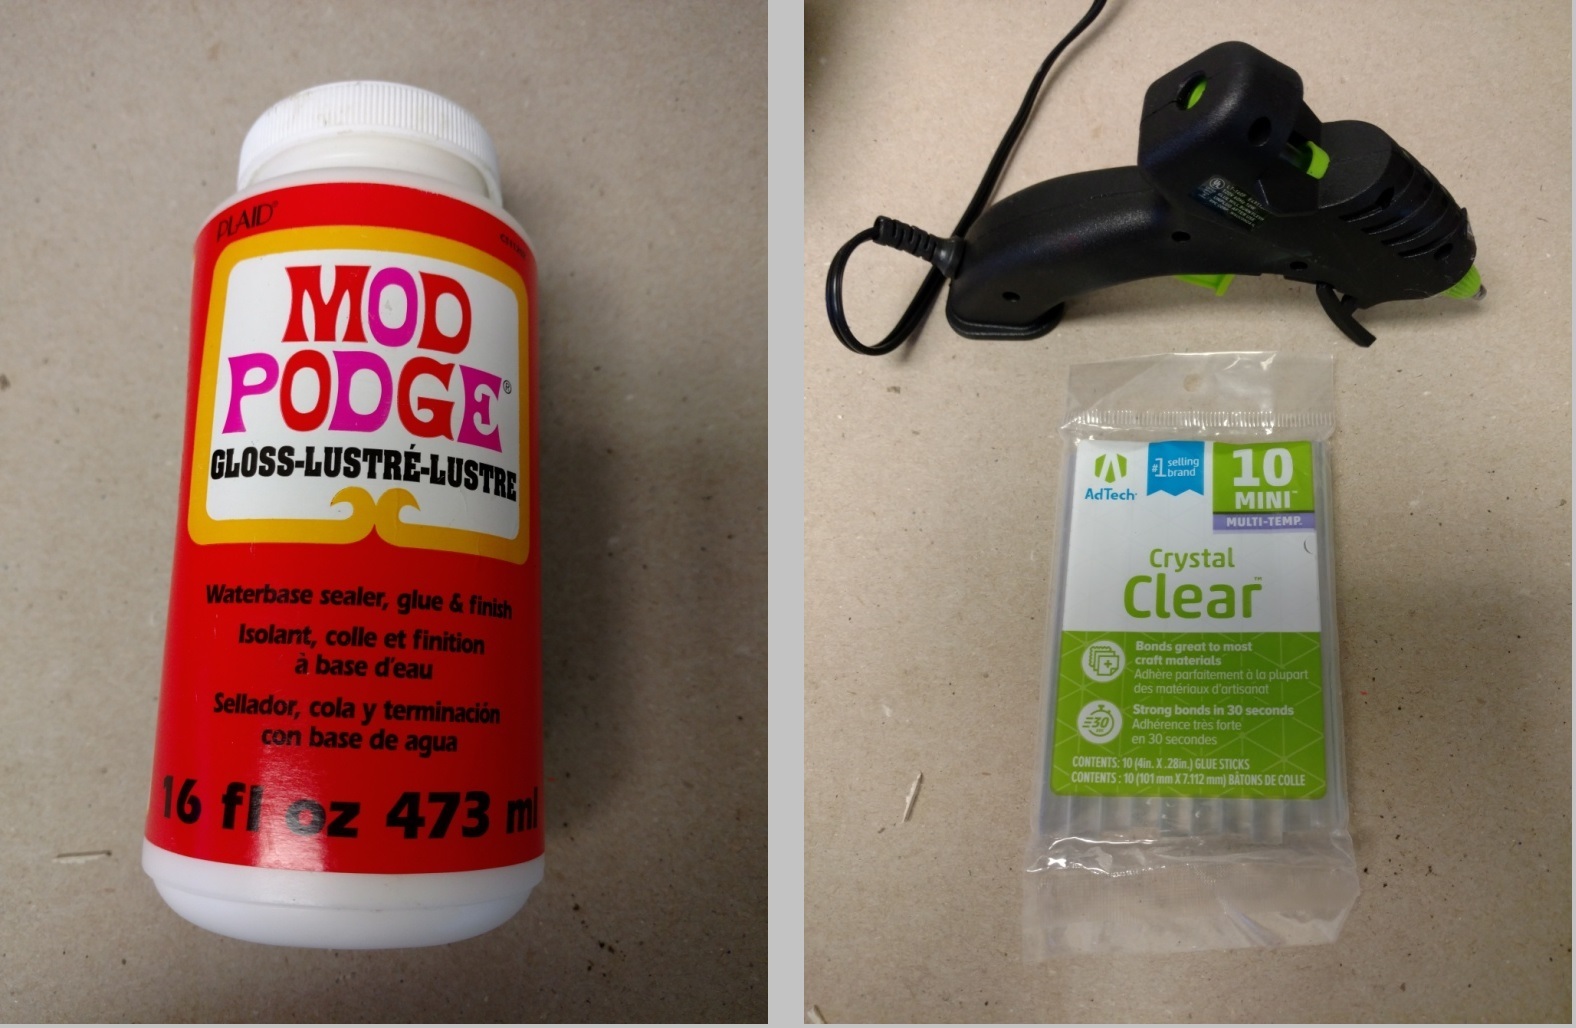 PLAID®
MOD
PODGE®
GLOSS-LUSTRÉ-LUSTRE
Waterbase sealer, glue & finish
Isolant, colle et finition
à base d'eau
Sellador, cola y terminación
con base de agua
16 fl oz 473 ml
AdTech
#1 selling
brand
10
MINI™
MULTI-TEMP.
Crystal
Clear™
Bonds great to most
craft materials
Adhère parfaitement à la plupart
des matériaux d'artisanat
30
Strong bonds in 30 seconds
Adhérence très forte
en 30 secondes
CONTENTS: 10 (4in. X .28in.) GLUE STICKS
CONTENTS : 10 (101 mm X 7.112 mm) BÂTONS DE COLLE